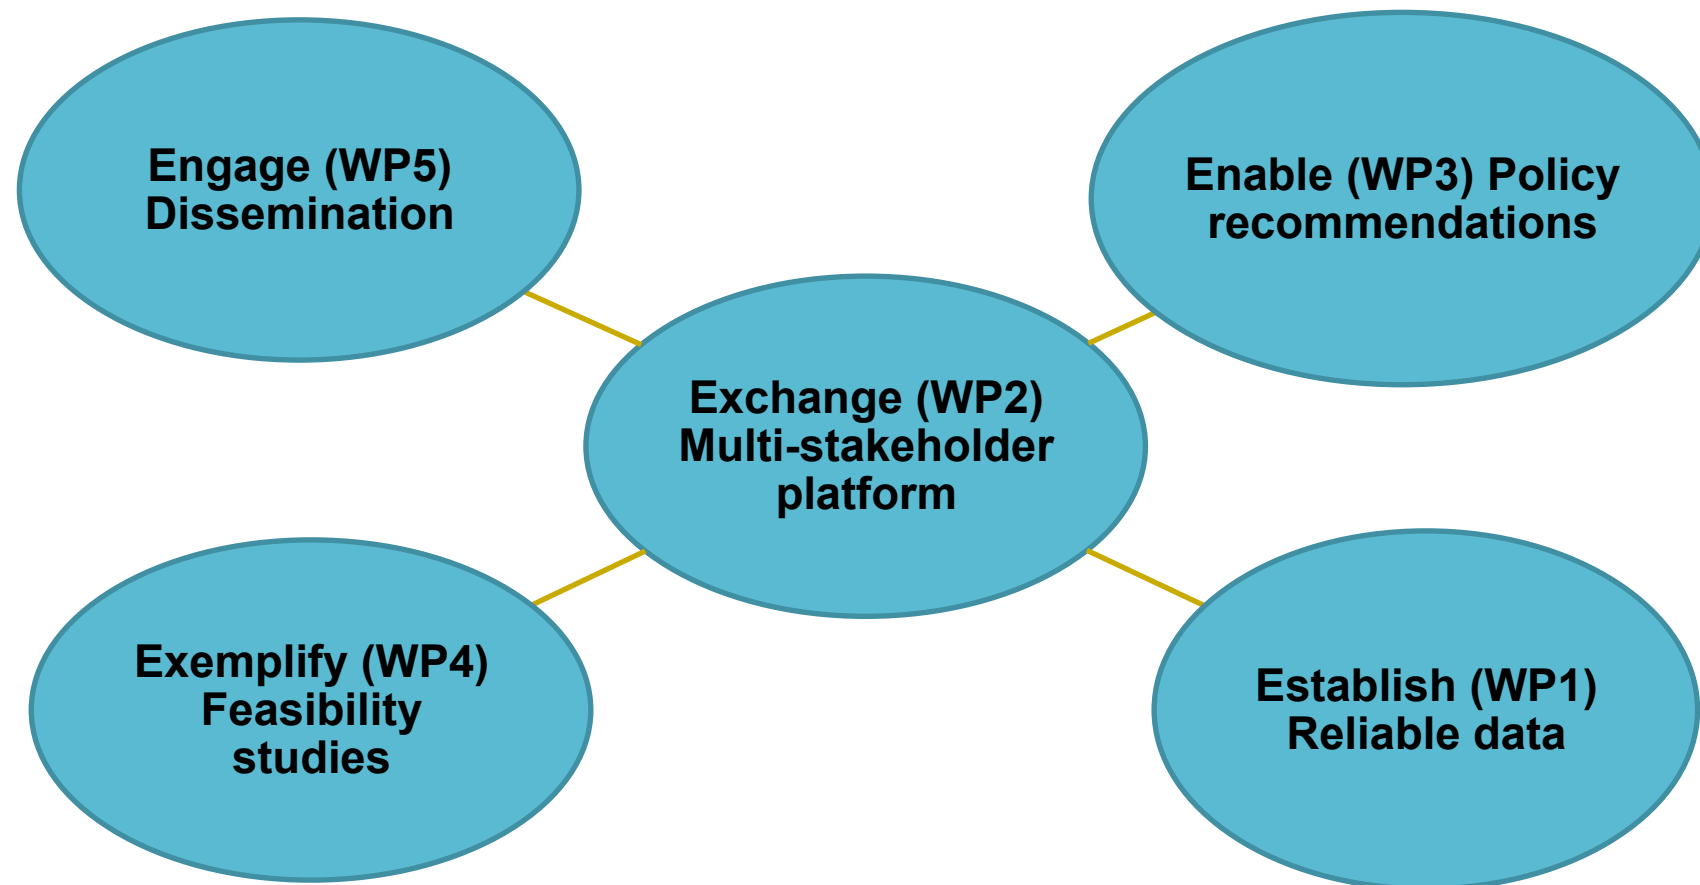 Engage (WP5)
Dissemination
Enable (WP3) Policy
recommendations
Exchange (WP2)
Multi-stakeholder
platform
Exemplify (WP4)
Feasibility
studies
Establish (WP1)
Reliable data